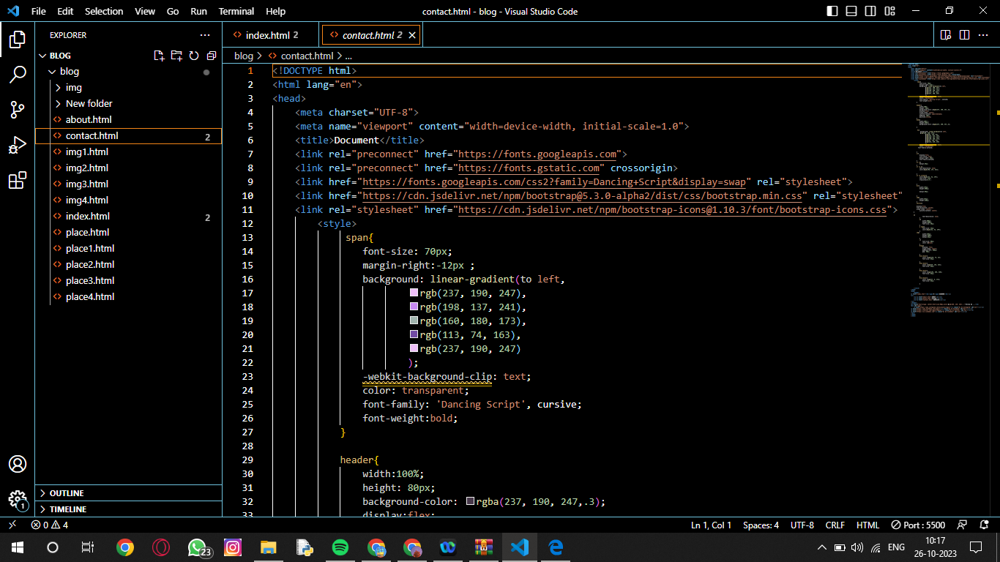 File Edit Selection View Go Run Terminal Help contact.html - blog - Visual Studio Code
EXPLORER
BLOG
blog
img
New folder
about.html
contact.html 2
img1.html
img2.html
img3.html
img4.html
index.html 2
place.html
place1.html
place2.html
place3.html
place4.html
OUTLINE
TIMELINE
index.html 2 contact.html 2
blog > contact.html > ...
1 <!DOCTYPE html>
2 <html lang="en">
3 <head>
4 <meta charset="UTF-8">
5 <meta name="viewport" content="width=device-width, initial-scale=1.0">
6 <title>Document</title>
7 <link rel="preconnect" href="https://fonts.googleapis.com">
8 <link rel="preconnect" href="https://fonts.gstatic.com" crossorigin>
9 <link href="https://fonts.googleapis.com/css2?family=Dancing+Script&display=swap" rel="stylesheet">
10 <link href="https://cdn.jsdelivr.net/npm/bootstrap@5.3.0-alpha2/dist/css/bootstrap.min.css" rel="stylesheet"
11 <link rel="stylesheet" href="https://cdn.jsdelivr.net/npm/bootstrap-icons@1.10.3/font/bootstrap-icons.css">
12 <style>
13 span{
14 font-size: 70px;
15 margin-right:-12px ;
16 background: linear-gradient(to left,
17 rgb(237, 190, 247),
18 rgb(198, 137, 241),
19 rgb(160, 180, 173),
20 rgb(113, 74, 163),
21 rgb(237, 190, 247)
22 );
23 -webkit-background-clip: text;
24 color: transparent;
25 font-family: 'Dancing Script', cursive;
26 font-weight:bold;
27 }
28
29 header{
30 width:100%;
31 height: 80px;
32 background-color: rgba(237, 190, 247,.3);
33 display:flex;
0 4 Ln 1, Col 1 Spaces: 4 UTF-8 CRLF HTML Port : 5500
1
23
ENG
10:17
26-10-2023